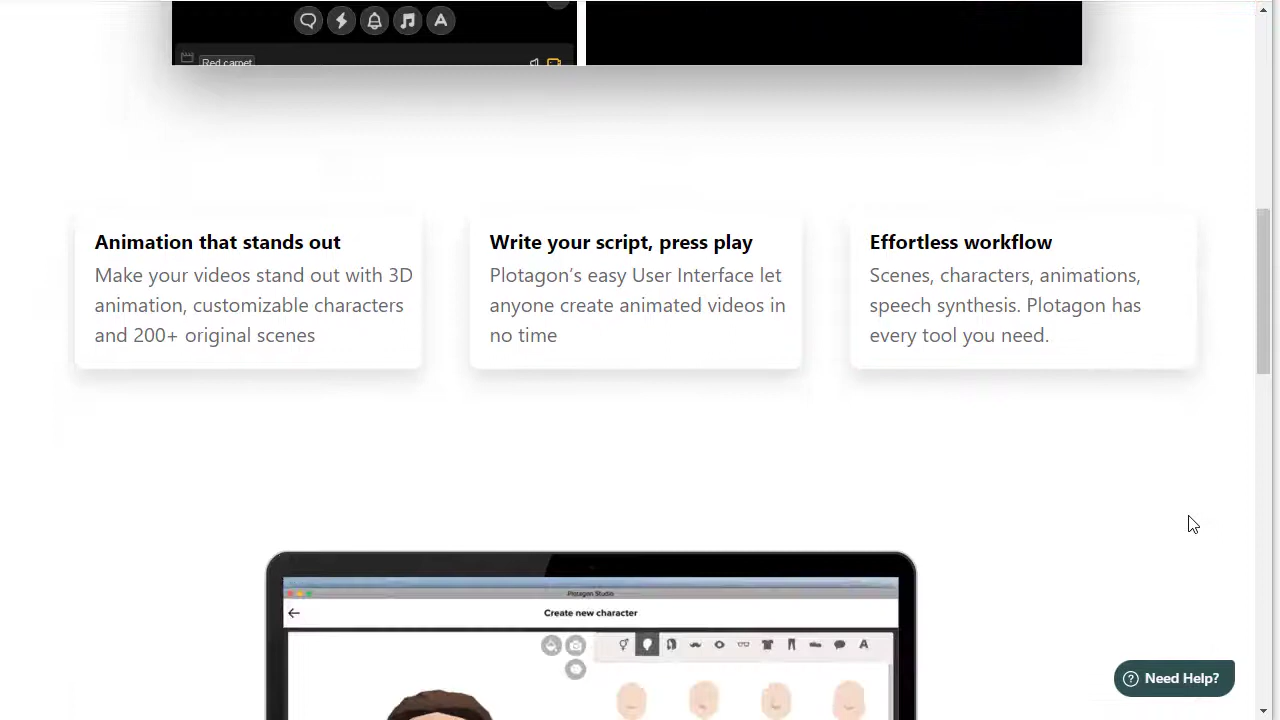 Red carpet
Animation that stands out
Make your videos stand out with 3D
animation, customizable characters
and 200+ original scenes
Write your script, press play
Plotagon's easy User Interface let
anyone create animated videos in
no time
Effortless workflow
Scenes, characters, animations,
speech synthesis. Plotagon has
every tool you need.
Plotagon Studio
Create new character
A
A
Need Help?